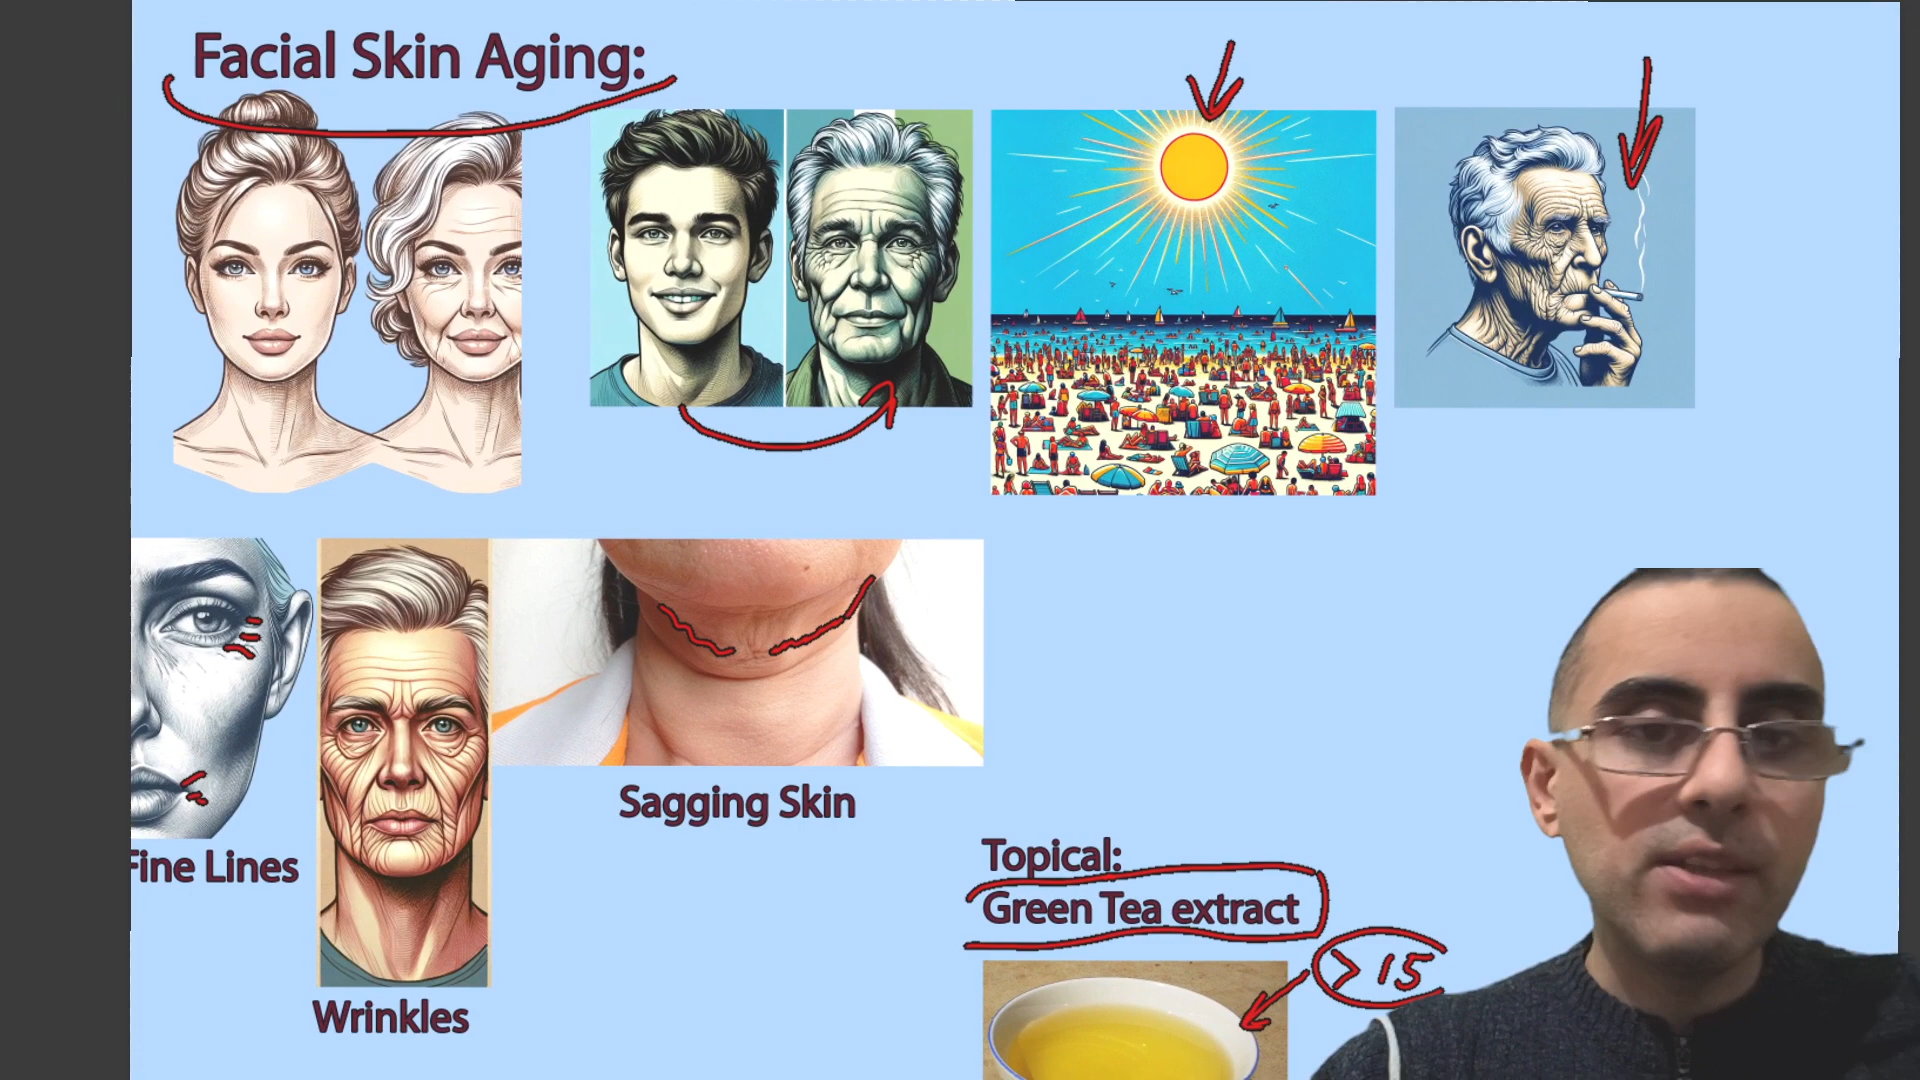 Facial Skin Aging:
Sagging Skin
Fine Lines
Wrinkles
Topical:
Green Tea extract
>15